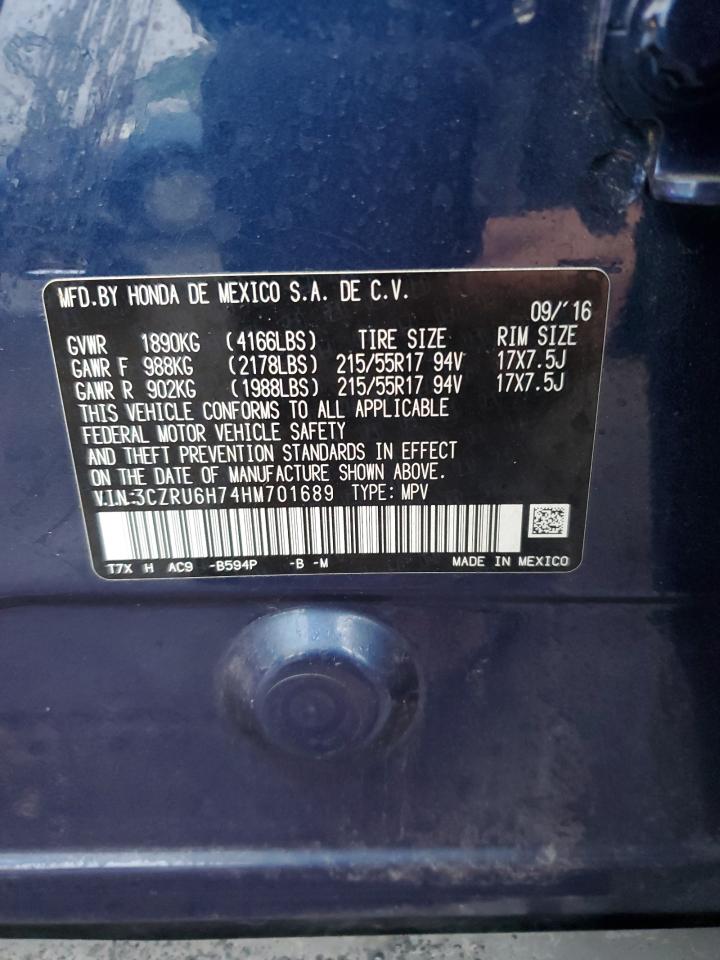 MFD.BY HONDA DE MEXICO S.A. DE C.V.
09/'16
GVWR 1890KG (4166LBS) TIRE SIZE RIM SIZE
GAWR F 988KG (2178LBS) 215/55R17 94V 17X7.5J
GAWR R 902KG (1988LBS) 215/55R17 94V 17X7.5J
THIS VEHICLE CONFORMS TO ALL APPLICABLE
FEDERAL MOTOR VEHICLE SAFETY
AND THEFT PREVENTION STANDARDS IN EFFECT
ON THE DATE OF MANUFACTURE SHOWN ABOVE.
V.I.N:3CZRU6H74HM701689 TYPE: MPV
T7X H AC9 -B594P -B -M MADE IN MEXICO